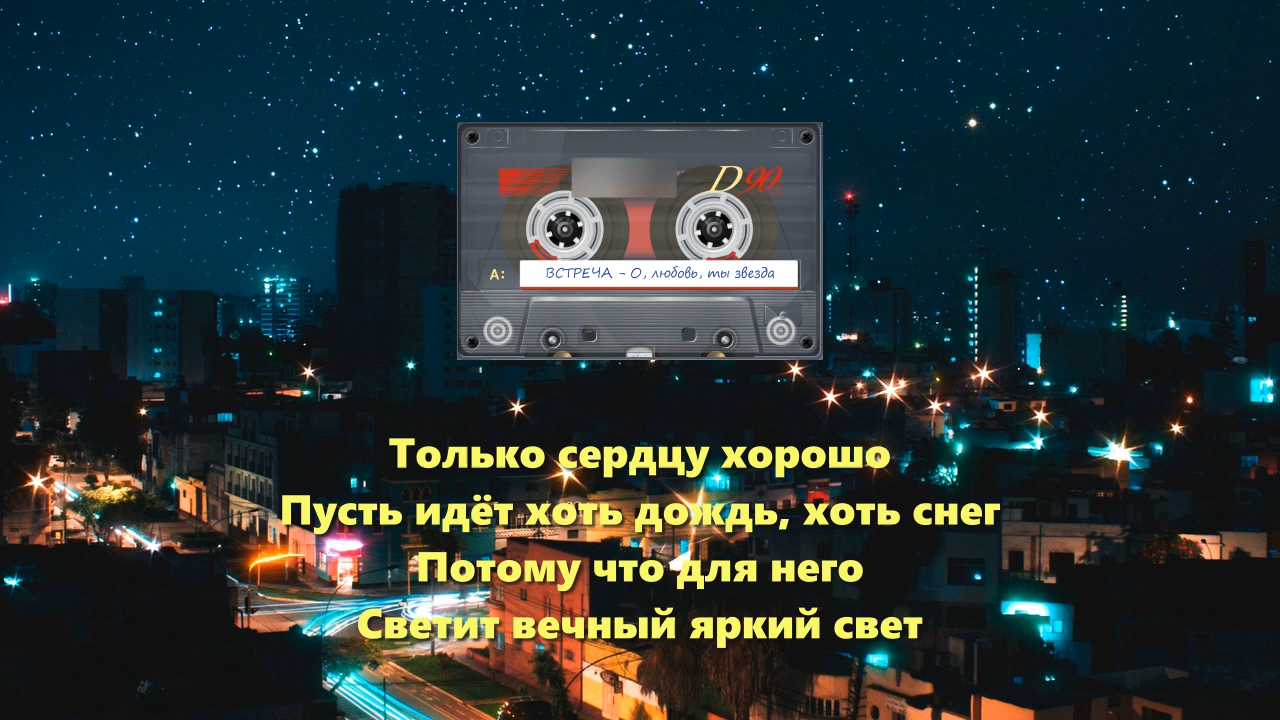 D 90
A: ВСТРЕЧА - О, любовь, ты звезда
Только сердцу хорошо
Пусть идёт хоть дождь, хоть снег
Потому что для него
Светит вечный яркий свет